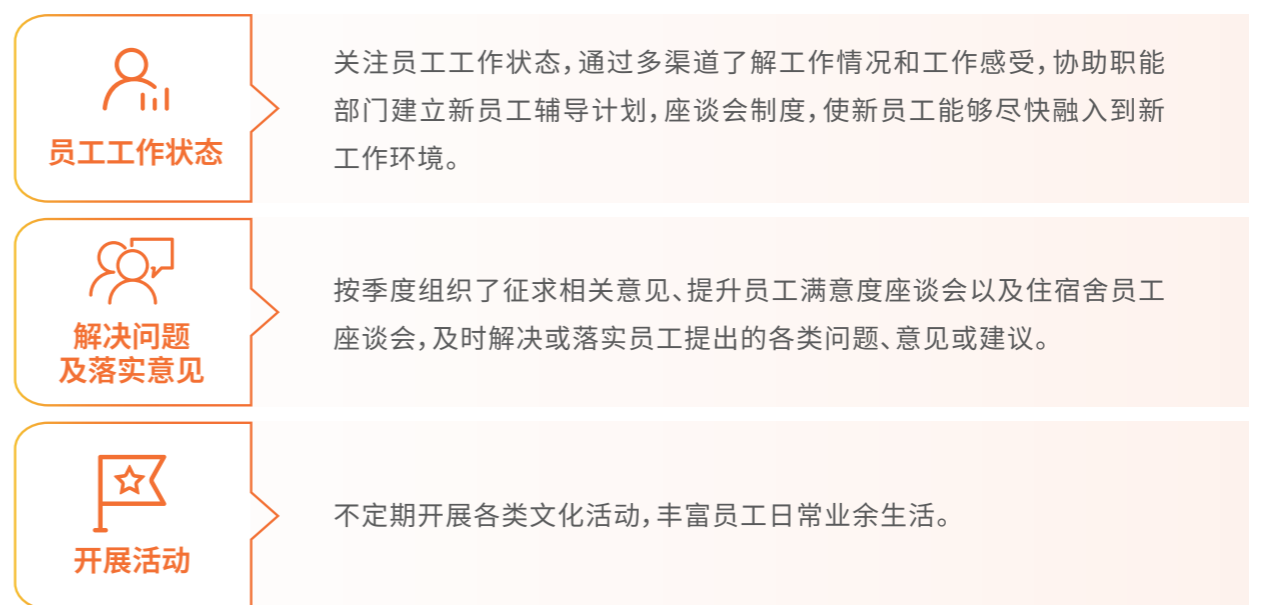 员工工作状态
关注员工工作状态，通过多渠道了解工作情况和工作感受，协助职能
部门建立新员工辅导计划，座谈会制度，使新员工能够尽快融入到新
工作环境。
解决问题
及落实意见
按季度组织了征求相关意见、提升员工满意度座谈会以及住宿舍员工
座谈会，及时解决或落实员工提出的各类问题、意见或建议。
开展活动
不定期开展各类文化活动，丰富员工日常业余生活。